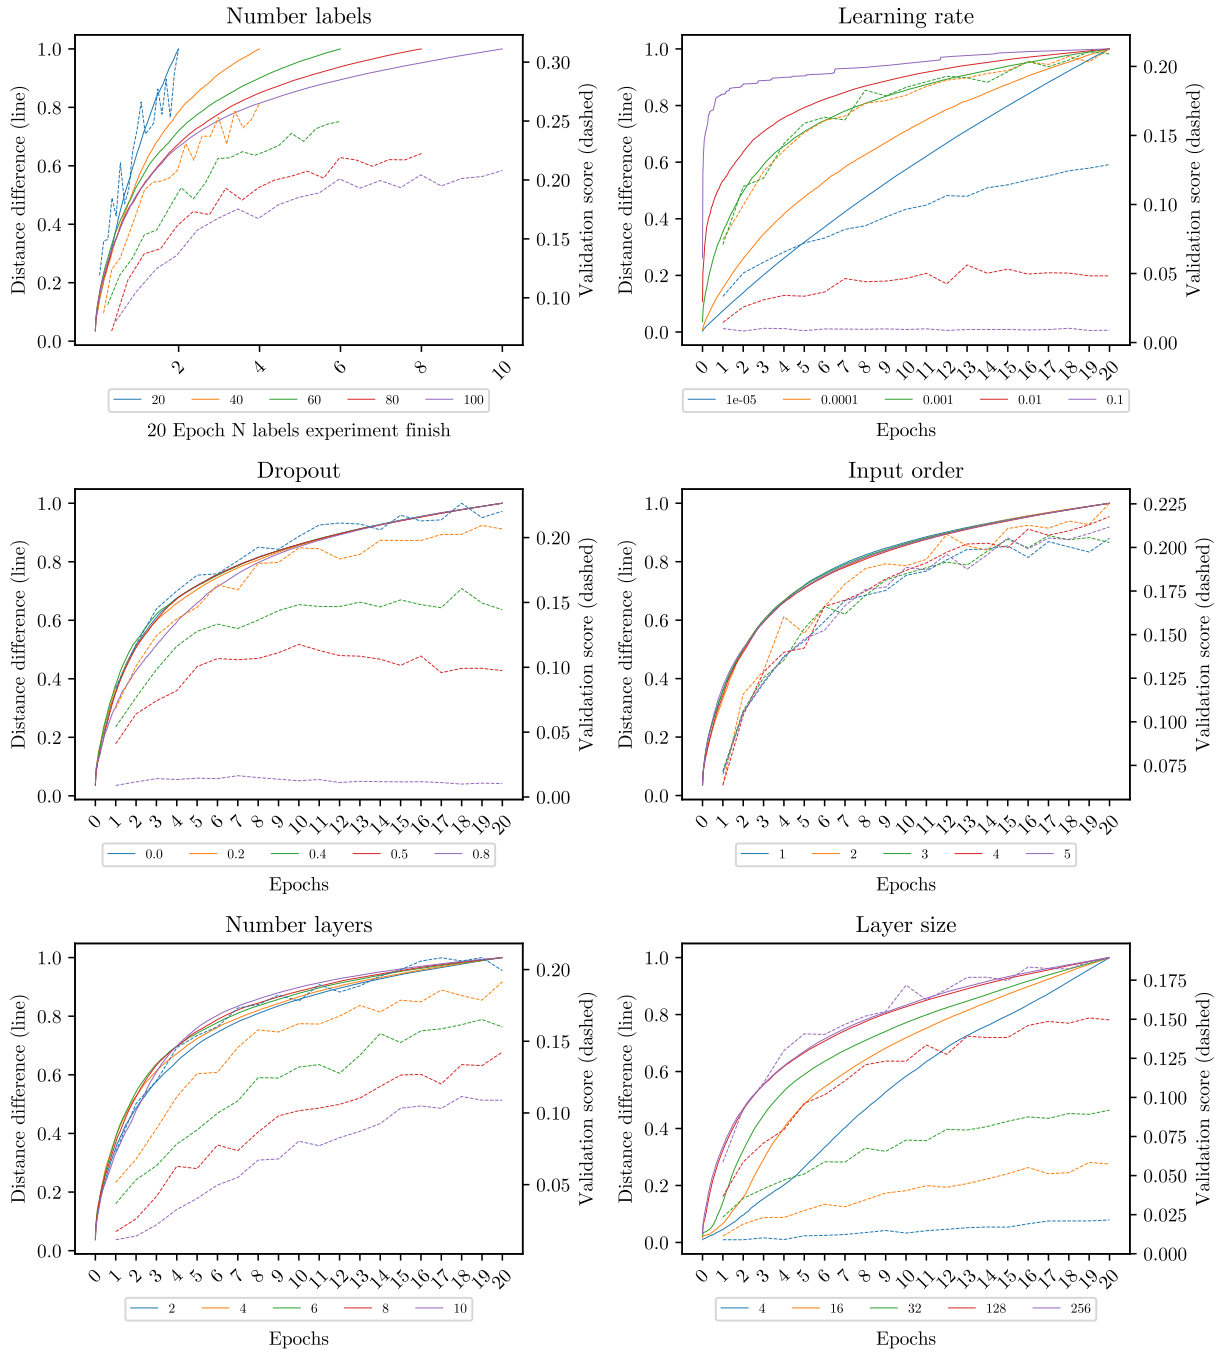 Number labels
Distance difference (line)
1.0
0.8
0.6
0.4
0.2
0.0
0.30
0.25
0.20
0.15
0.10
Validation score (dashed)
2 4 6 8 10
20 40 60 80 100
20 Epoch N labels experiment finish
Learning rate
Distance difference (line)
1.0
0.8
0.6
0.4
0.2
0.0
0.20
0.15
0.10
0.05
0.00
Validation score (dashed)
0 1 2 3 4 5 6 7 8 9 10 11 12 13 14 15 16 17 18 19 20
1e-05 0.0001 0.001 0.01 0.1
Epochs
Dropout
Distance difference (line)
1.0
0.8
0.6
0.4
0.2
0.0
0.20
0.15
0.10
0.05
0.00
Validation score (dashed)
0 1 2 3 4 5 6 7 8 9 10 11 12 13 14 15 16 17 18 19 20
0.0 0.2 0.4 0.5 0.8
Epochs
Input order
Distance difference (line)
1.0
0.8
0.6
0.4
0.2
0.0
0.225
0.200
0.175
0.150
0.125
0.100
0.075
Validation score (dashed)
0 1 2 3 4 5 6 7 8 9 10 11 12 13 14 15 16 17 18 19 20
1 2 3 4 5
Epochs
Number layers
Distance difference (line)
1.0
0.8
0.6
0.4
0.2
0.0
0.20
0.15
0.10
0.05
Validation score (dashed)
0 1 2 3 4 5 6 7 8 9 10 11 12 13 14 15 16 17 18 19 20
2 4 6 8 10
Epochs
Layer size
Distance difference (line)
1.0
0.8
0.6
0.4
0.2
0.0
0.175
0.150
0.125
0.100
0.075
0.050
0.025
0.000
Validation score (dashed)
0 1 2 3 4 5 6 7 8 9 10 11 12 13 14 15 16 17 18 19 20
4 16 32 128 256
Epochs